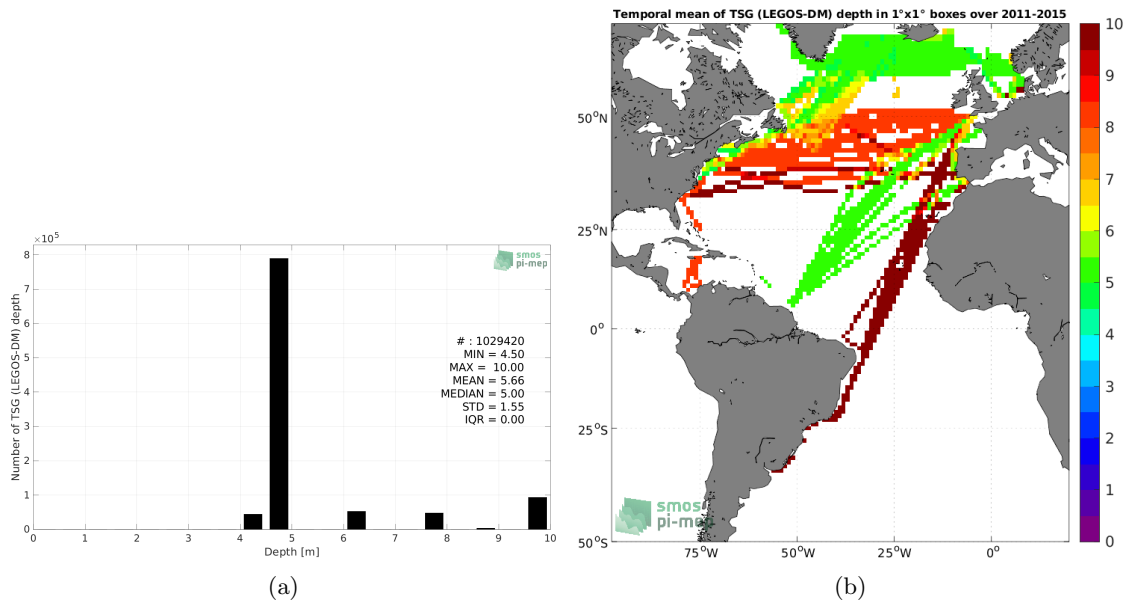 Temporal mean of TSG (LEGOS-DM) depth in 1°x1° boxes over 2011-2015
×10⁵
8
7
6
5
4
3
2
1
0
Number of TSG (LEGOS-DM) depth
smos
pi-mep
# : 1029420
MIN = 4.50
MAX = 10.00
MEAN = 5.66
MEDIAN = 5.00
STD = 1.55
IQR = 0.00
0 1 2 3 4 5 6 7 8 9 10
Depth [m]
(a)
50°N
25°N
0°
25°S
50°S
75°W 50°W 25°W 0°
smos
pi-mep
10
9
8
7
6
5
4
3
2
1
0
(b)